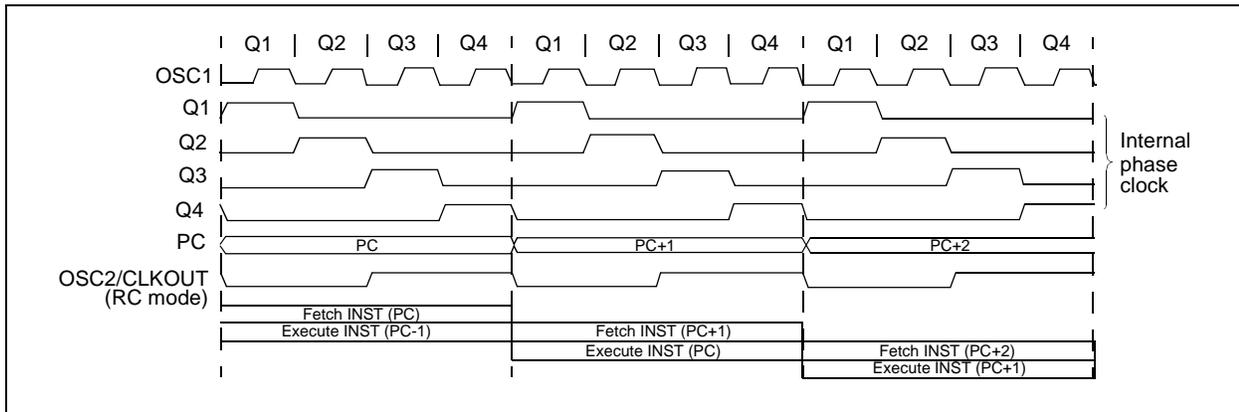 Q1 Q2 Q3 Q4 Q1 Q2 Q3 Q4 Q1 Q2 Q3 Q4
OSC1
Q1
Q2
Q3
Q4
PC
PC PC+1 PC+2
OSC2/CLKOUT
(RC mode)
Internal
phase
clock
Fetch INST (PC)
Execute INST (PC-1) Fetch INST (PC+1)
Execute INST (PC) Fetch INST (PC+2)
Execute INST (PC+1)